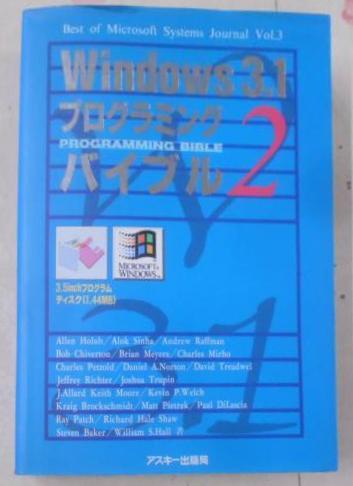 Best of Microsoft Systems Journal Vol.3
Windows 3.1
プログラミング
PROGRAMMING BIBLE
バイブル 2
MICROSOFT®
WINDOWS™
3.5inchプログラム
ディスク(1.44MB)
Allen Holub/Alok Sinha/Andrew Raffman
Bob Chiverton/Brian Meyers/Charles Mirho
Charles Petzold/Daniel A.Norton/David Treadwel
Jeffrey Richter/Joshua Trupin
J.Allard Keith Moore/Kevin P.Welch
Kraig Brockschmidt/Matt Pietrek/Paul DiLascia
Ray Patch/Richard Hale Shaw
Steven Baker/William S.Hall 著
アスキー出版局